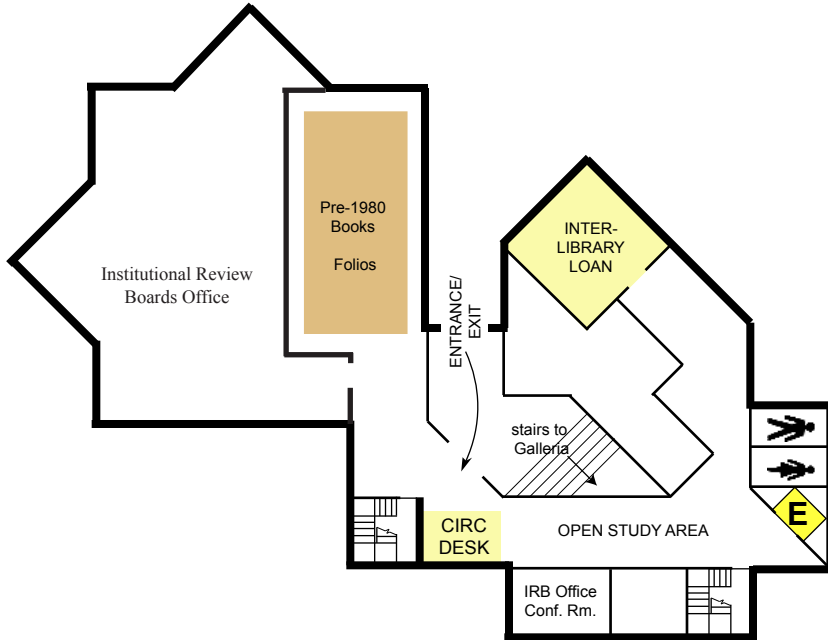 Pre-1980
Books
Folios
INTER-
LIBRARY
LOAN
Institutional Review
Boards Office
ENTRANCE/
EXIT
stairs to
Galleria
CIRC
DESK
OPEN STUDY AREA
E
IRB Office
Conf. Rm.